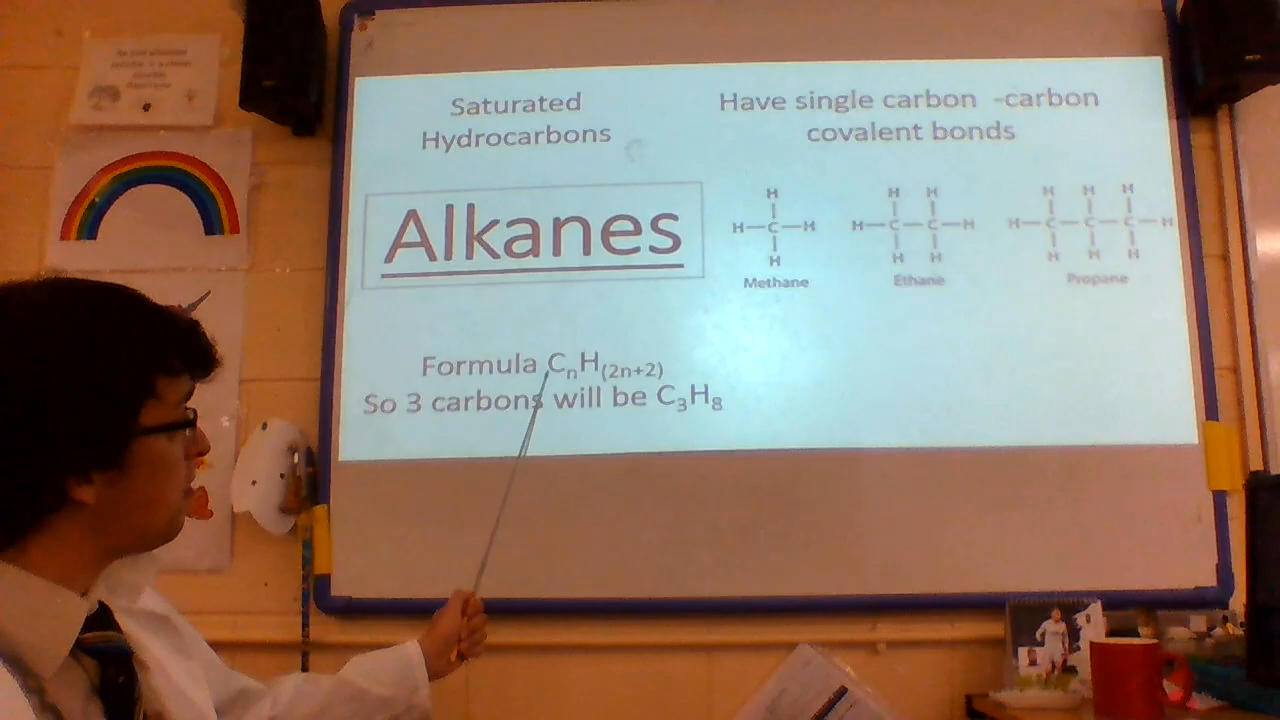 Saturated
Hydrocarbons
Have single carbon -carbon
covalent bonds
Alkanes
H
H—C—H
H
Methane
H H
H—C—C—H
H H
Ethane
H H H
H—C—C—C—H
H H H
Propane
Formula CₙH₍₂ₙ₊₂₎
So 3 carbons will be C₃H₈